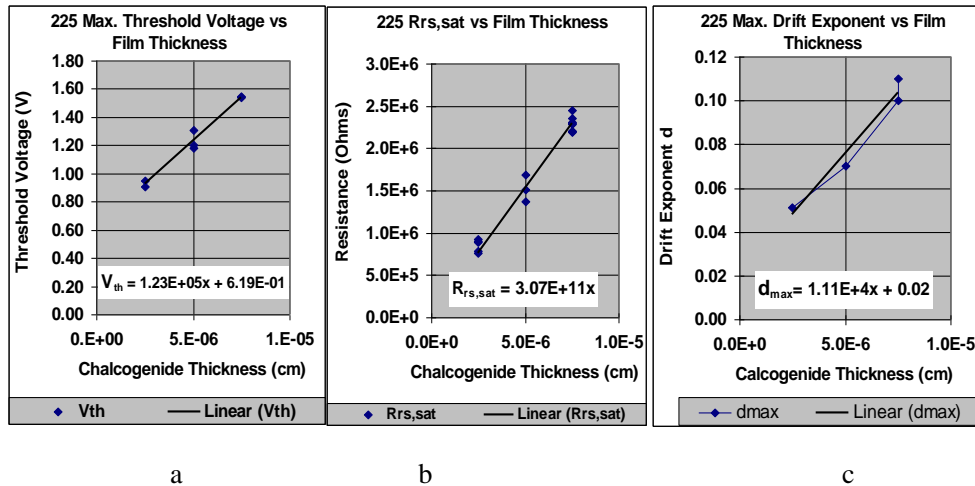 225 Max. Threshold Voltage vs
Film Thickness
Threshold Voltage (V)
1.80
1.60
1.40
1.20
1.00
0.80
0.60
0.40
0.20
0.00
Vth = 1.23E+05x + 6.19E-01
0.E+00 5.E-06 1.E-05
Chalcogenide Thickness (cm)
Vth Linear (Vth)
225 Rrs,sat vs Film Thickness
Resistance (Ohms)
3.0E+6
2.5E+6
2.0E+6
1.5E+6
1.0E+6
5.0E+5
0.0E+0
Rrs,sat = 3.07E+11x
0.0E+0 5.0E-6 1.0E-5
Chalcogenide Thickness (cm)
Rrs,sat Linear (Rrs,sat)
225 Max. Drift Exponent vs Film
Thickness
Drift Exponent d
0.12
0.10
0.08
0.06
0.04
0.02
0.00
dmax= 1.11E+4x + 0.02
0.0E+0 5.0E-6 1.0E-5
Calcogenide Thickness (cm)
dmax Linear (dmax)
a b c